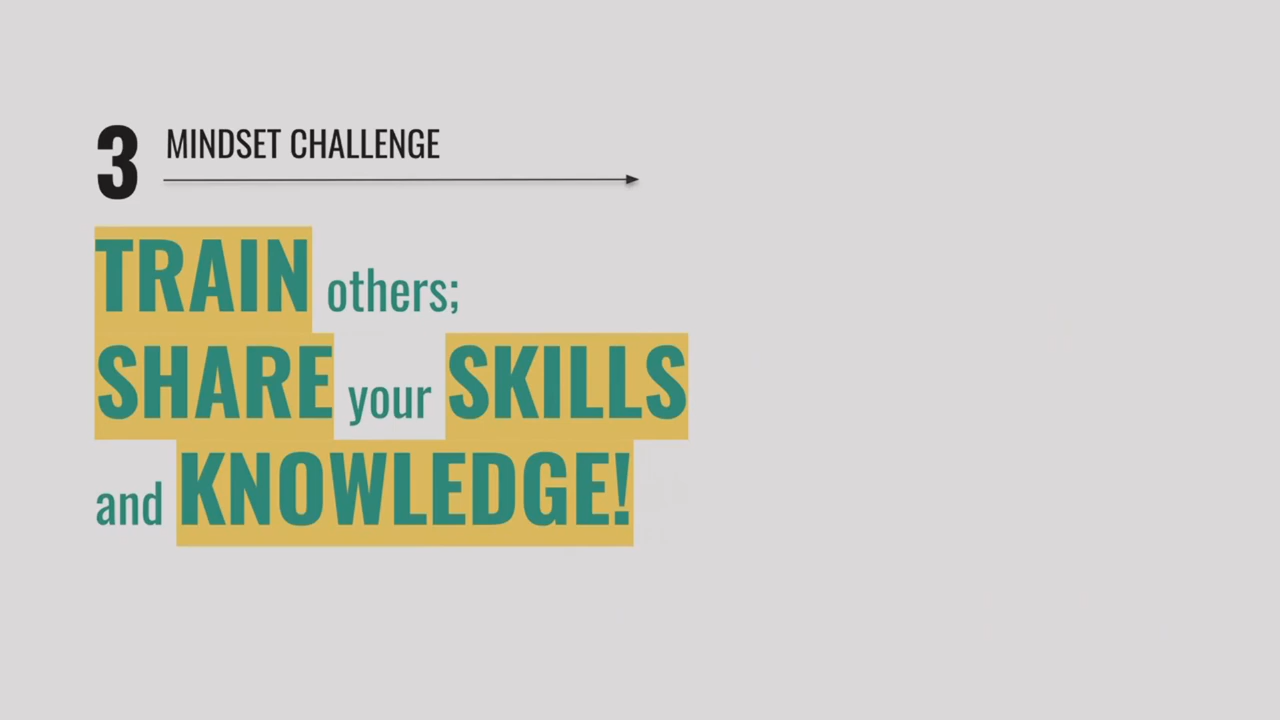 3 MINDSET CHALLENGE
TRAIN others;
SHARE your SKILLS
and KNOWLEDGE!